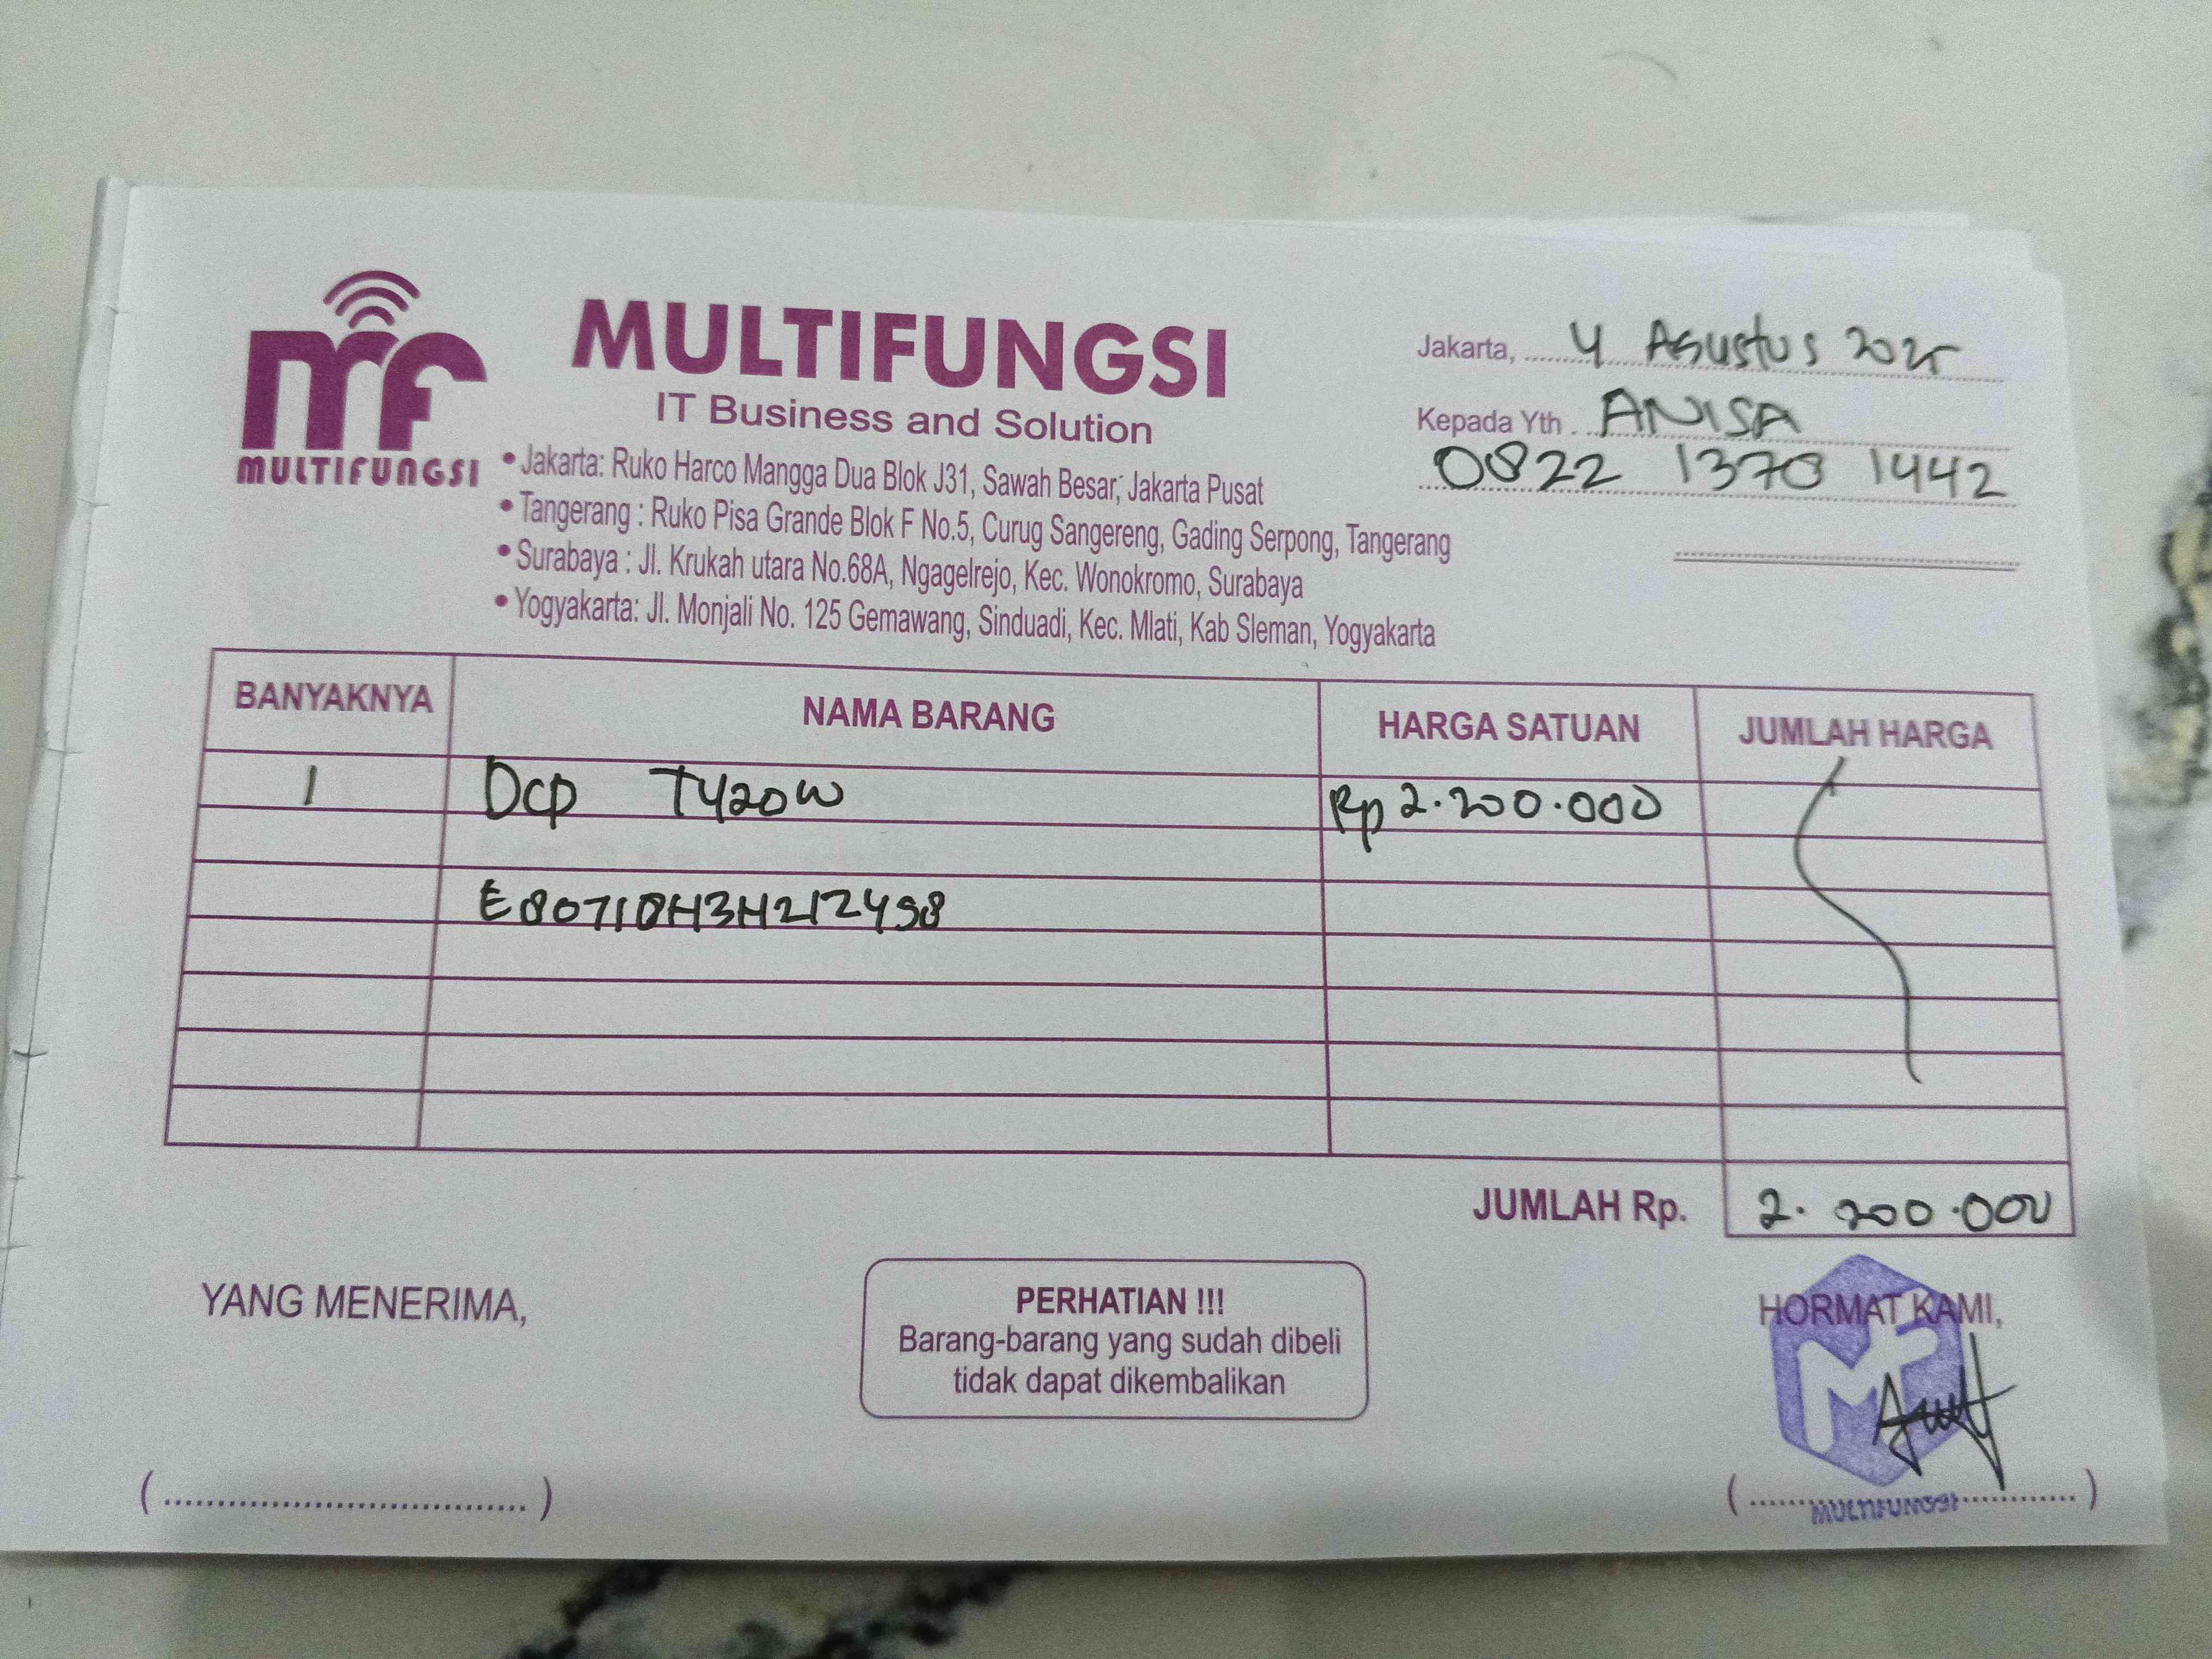 mf
MULTIFUNGSI
MULTIFUNGSI
IT Business and Solution
• Jakarta: Ruko Harco Mangga Dua Blok J31, Sawah Besar, Jakarta Pusat
• Tangerang : Ruko Pisa Grande Blok F No.5, Curug Sangereng, Gading Serpong, Tangerang
• Surabaya : Jl. Krukah utara No.68A, Ngagelrejo, Kec. Wonokromo, Surabaya
• Yogyakarta: Jl. Monjali No. 125 Gemawang, Sinduadi, Kec. Mlati, Kab Sleman, Yogyakarta
Jakarta, 4 Agustus 2025
Kepada Yth. ANISA
0822 1370 1442
BANYAKNYA NAMA BARANG HARGA SATUAN JUMLAH HARGA
1 DCP T420W Rp 2.200.000
E80710H3H212498
JUMLAH Rp. 2.200.000
YANG MENERIMA,
PERHATIAN !!!
Barang-barang yang sudah dibeli
tidak dapat dikembalikan
HORMAT KAMI,
MF
MULTIFUNGSI